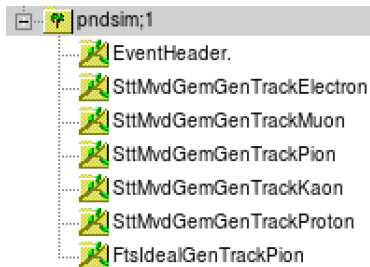 pndsim;1
EventHeader.
SttMvdGemGenTrackElectron
SttMvdGemGenTrackMuon
SttMvdGemGenTrackPion
SttMvdGemGenTrackKaon
SttMvdGemGenTrackProton
FtsIdealGenTrackPion